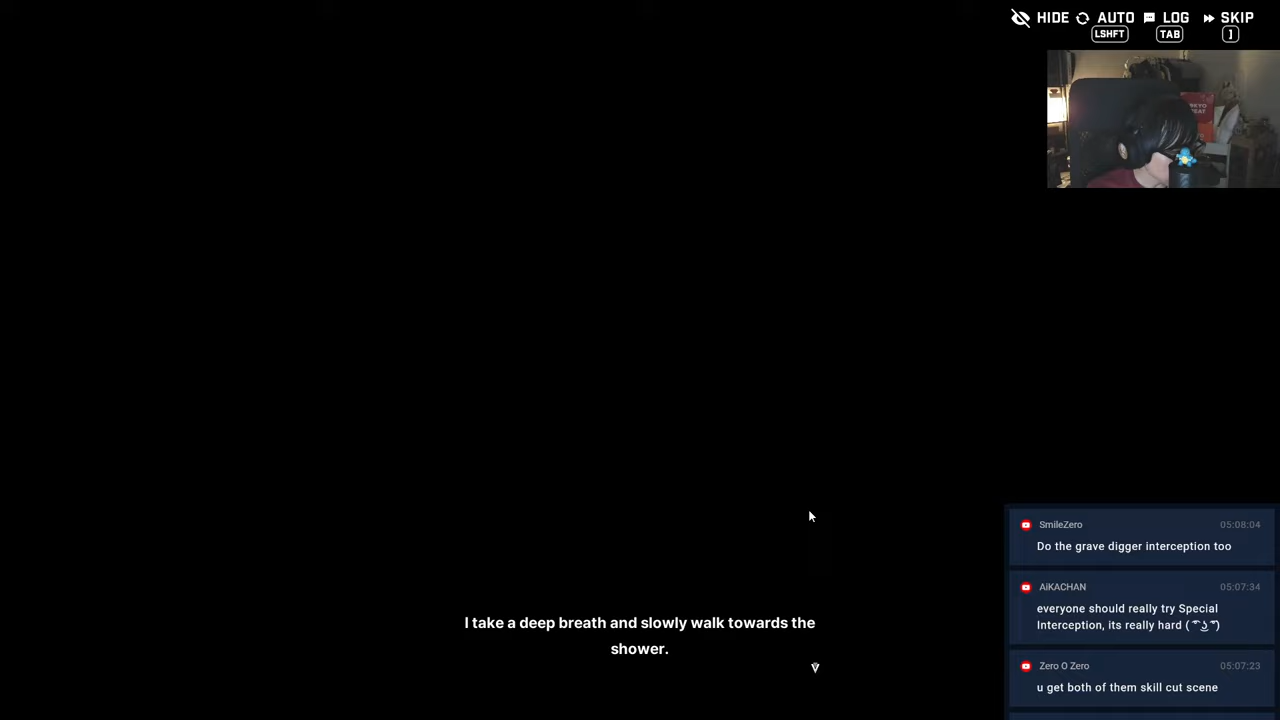 HIDE AUTO LOG SKIP
LSHFT TAB ]
I take a deep breath and slowly walk towards the
shower.
SmileZero 05:08:04
Do the grave digger interception too
AiKACHAN 05:07:34
everyone should really try Special
Interception, its really hard ( ͡° ͜ʖ ͡°)
Zero O Zero 05:07:23
u get both of them skill cut scene